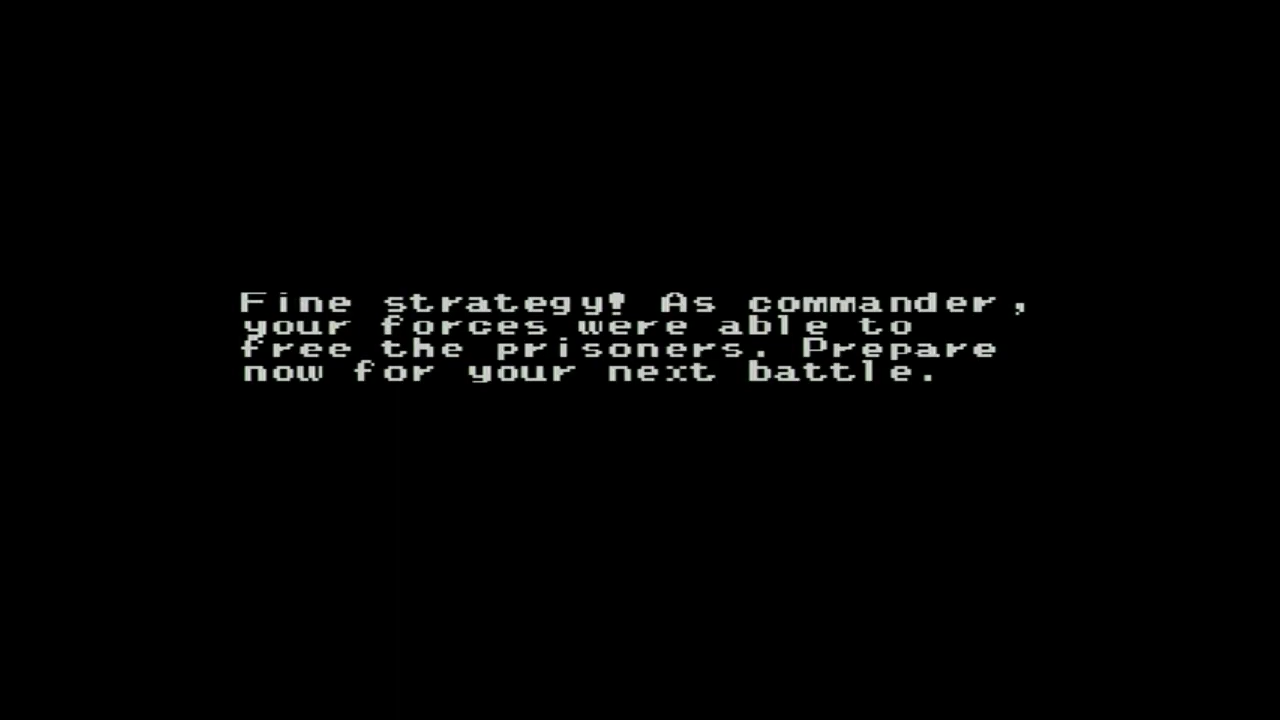 Fine strategy! As commander,
your forces were able to
free the prisoners. Prepare
now for your next battle.